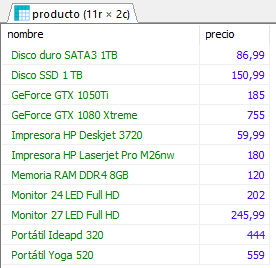 producto (11r × 2c)
nombre precio
Disco duro SATA3 1TB 86,99
Disco SSD 1 TB 150,99
GeForce GTX 1050Ti 185
GeForce GTX 1080 Xtreme 755
Impresora HP Deskjet 3720 59,99
Impresora HP Laserjet Pro M26nw 180
Memoria RAM DDR4 8GB 120
Monitor 24 LED Full HD 202
Monitor 27 LED Full HD 245,99
Portátil Ideapd 320 444
Portátil Yoga 520 559